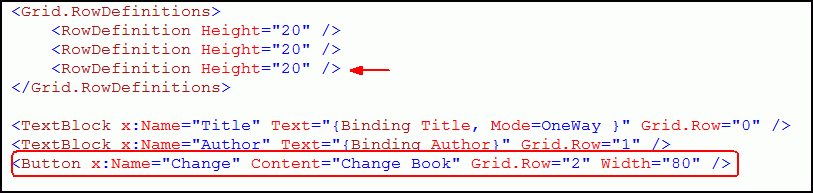 <Grid.RowDefinitions>
    <RowDefinition Height="20" />
    <RowDefinition Height="20" />
    <RowDefinition Height="20" />
</Grid.RowDefinitions>
<TextBlock x:Name="Title" Text="{Binding Title, Mode=OneWay }" Grid.Row="0" />
<TextBlock x:Name="Author" Text="{Binding Author}" Grid.Row="1" />
<Button x:Name="Change" Content="Change Book" Grid.Row="2" Width="80" />